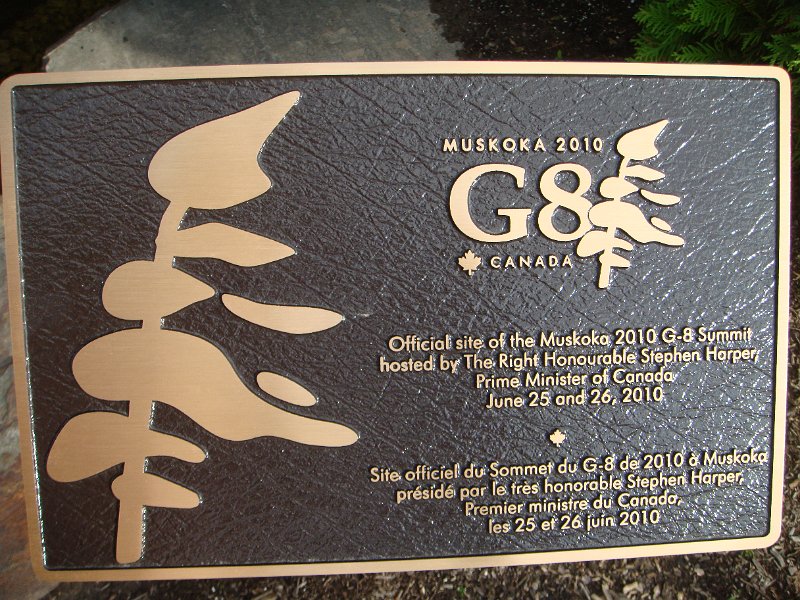 MUSKOKA 2010
G8
CANADA
Official site of the Muskoka 2010 G-8 Summit
hosted by The Right Honourable Stephen Harper,
Prime Minister of Canada
June 25 and 26, 2010
Site officiel du Sommet du G-8 de 2010 à Muskoka
présidé par le très honorable Stephen Harper,
Premier ministre du Canada,
les 25 et 26 juin 2010